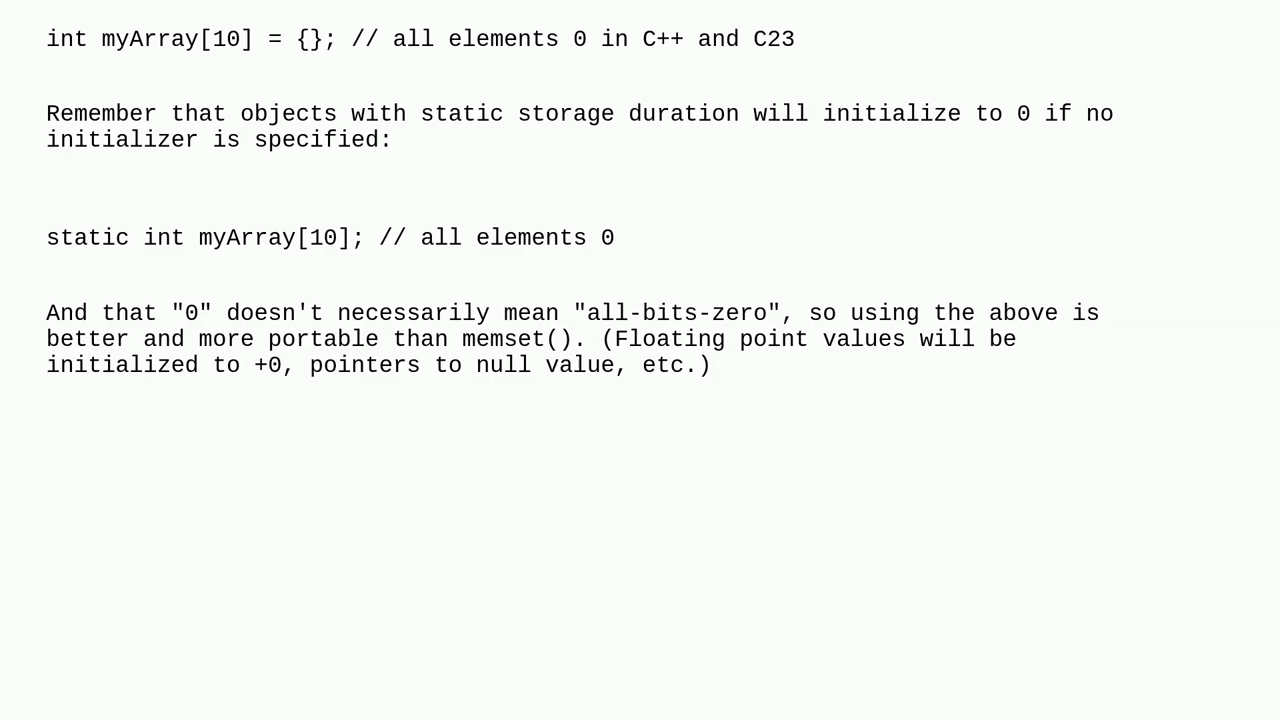 int myArray[10] = {}; // all elements 0 in C++ and C23
Remember that objects with static storage duration will initialize to 0 if no
initializer is specified:
static int myArray[10]; // all elements 0
And that "0" doesn't necessarily mean "all-bits-zero", so using the above is
better and more portable than memset(). (Floating point values will be
initialized to +0, pointers to null value, etc.)